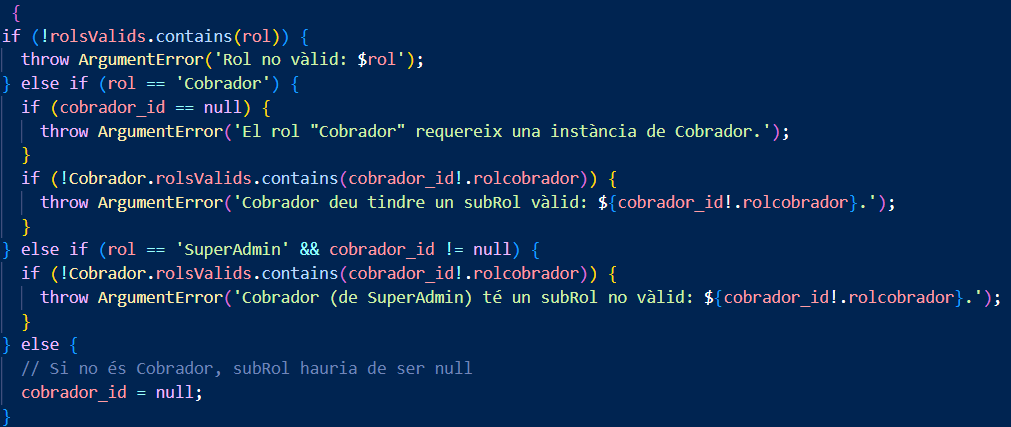 {
if (!rolsValids.contains(rol)) {
  throw ArgumentError('Rol no vàlid: $rol');
} else if (rol == 'Cobrador') {
  if (cobrador_id == null) {
    throw ArgumentError('El rol "Cobrador" requereix una instància de Cobrador.');
  }
  if (!Cobrador.rolsValids.contains(cobrador_id!.rolcobrador)) {
    throw ArgumentError('Cobrador deu tindre un subRol vàlid: ${cobrador_id!.rolcobrador}.');
  }
} else if (rol == 'SuperAdmin' && cobrador_id != null) {
  if (!Cobrador.rolsValids.contains(cobrador_id!.rolcobrador)) {
    throw ArgumentError('Cobrador (de SuperAdmin) té un subRol no vàlid: ${cobrador_id!.rolcobrador}.');
  }
} else {
  // Si no és Cobrador, subRol hauria de ser null
  cobrador_id = null;
}